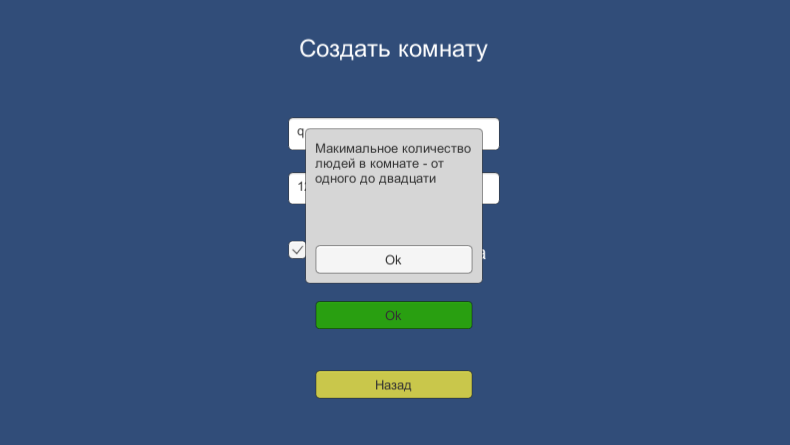 Создать комнату
q
Макимальное количество
людей в комнате - от
одного до двадцати
Ok
Ok
Назад